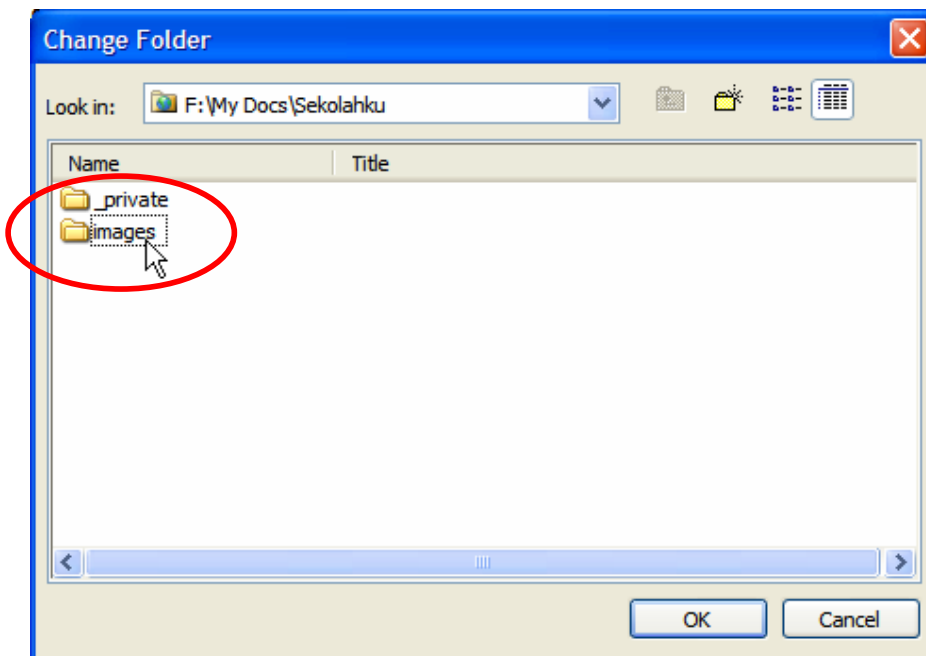 Change Folder
Look in: F:\My Docs\Sekolahku
Name Title
_private
images
OK Cancel